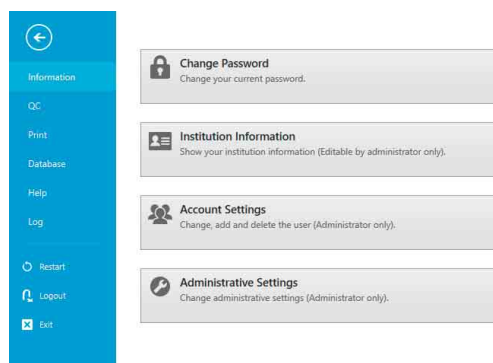 Information
QC
Print
Database
Help
Log
Restart
Logout
Exit
Change Password
Change your current password.
Institution Information
Show your institution information (Editable by administrator only).
Account Settings
Change, add and delete the user (Administrator only).
Administrative Settings
Change administrative settings (Administrator only).